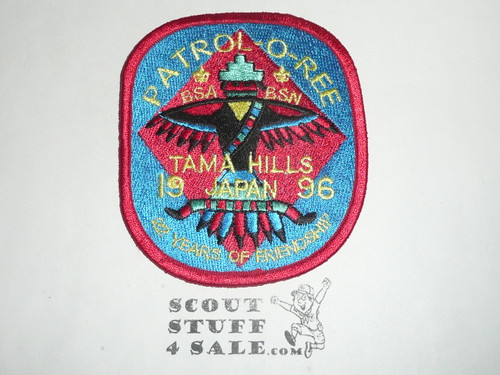 PATROL-O-REE
BSA BSN
TAMA HILLS
19 JAPAN 96
YEARS OF FRIENDSHIP
SCOUT
STUFF
4 SALE.COM